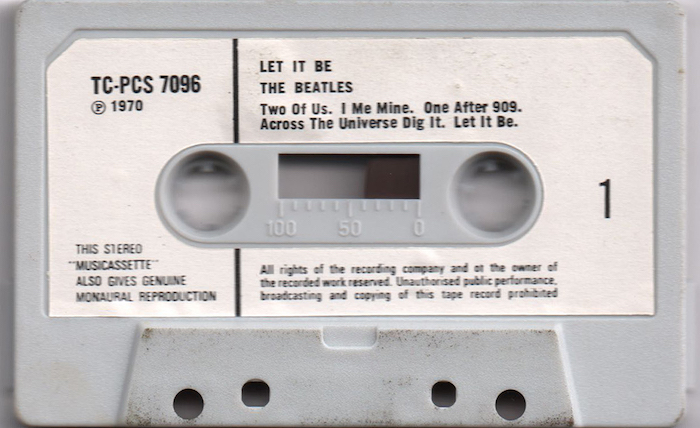 TC-PCS 7096
Ⓟ 1970
LET IT BE
THE BEATLES
Two Of Us. I Me Mine. One After 909.
Across The Universe Dig It. Let It Be.
1
100 50 0
THIS STEREO
"MUSICASSETTE"
ALSO GIVES GENUINE
MONAURAL REPRODUCTION
All rights of the recording company and of the owner of
the recorded work reserved. Unauthorised public performance,
broadcasting and copying of this tape record prohibited